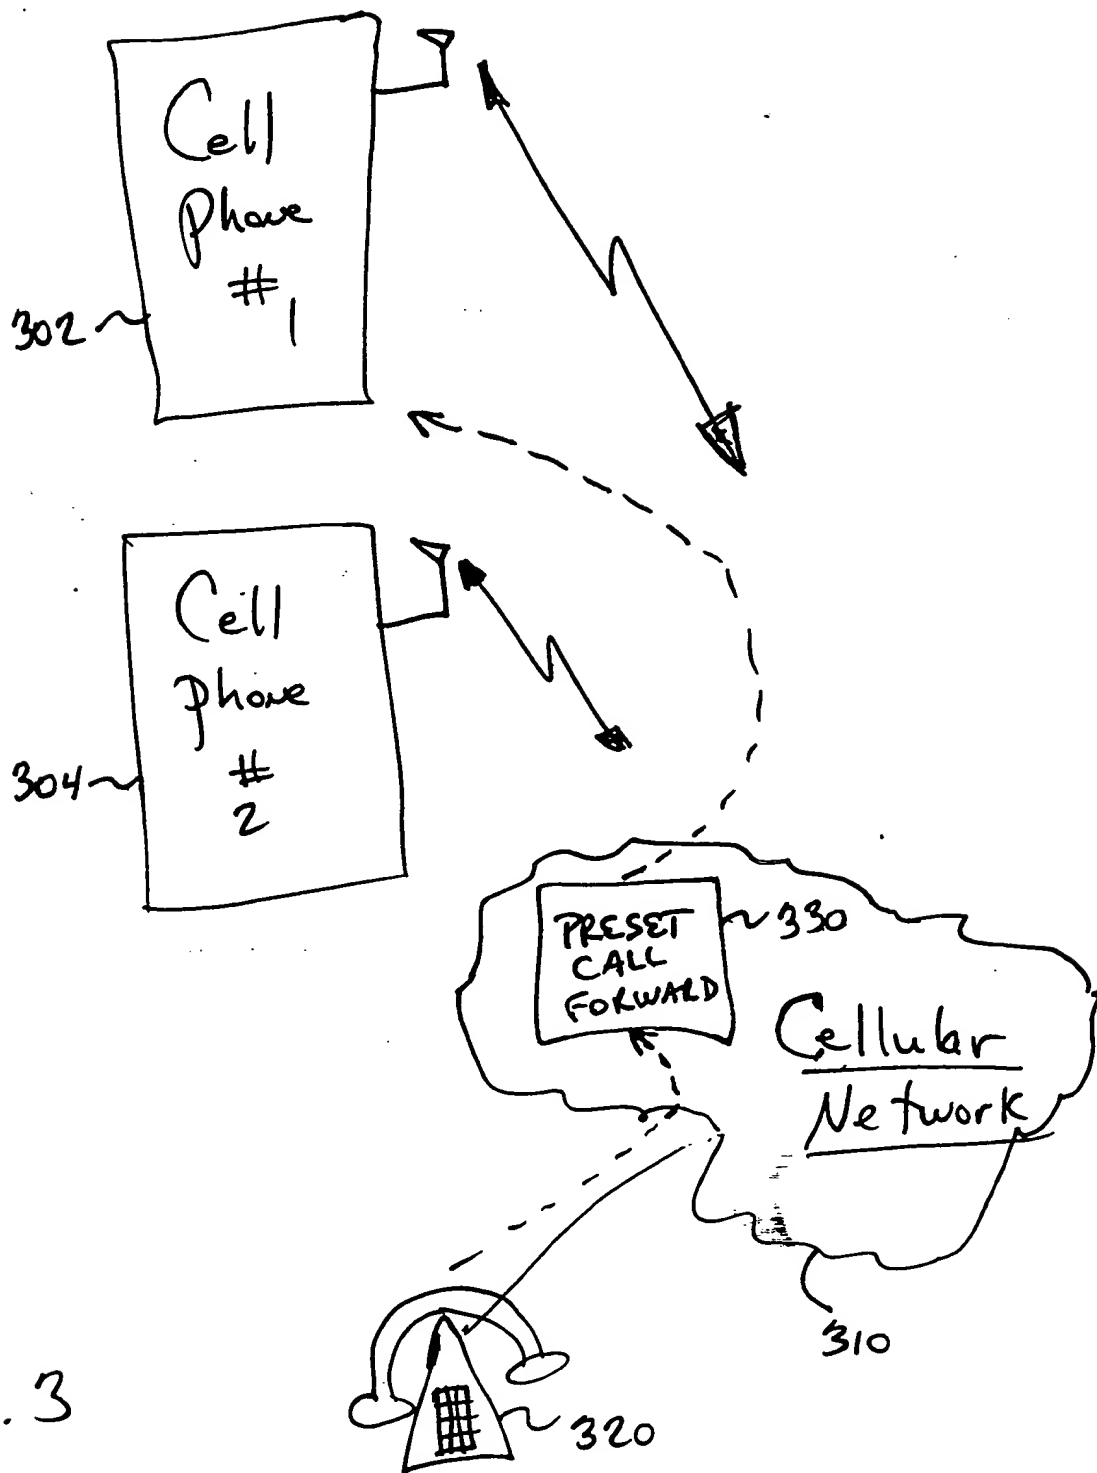 Cell
phone
#
1
302
Cell
phone
#
2
304
PRESET
CALL
FORWARD
330
Cellular
Network
310
320
. 3